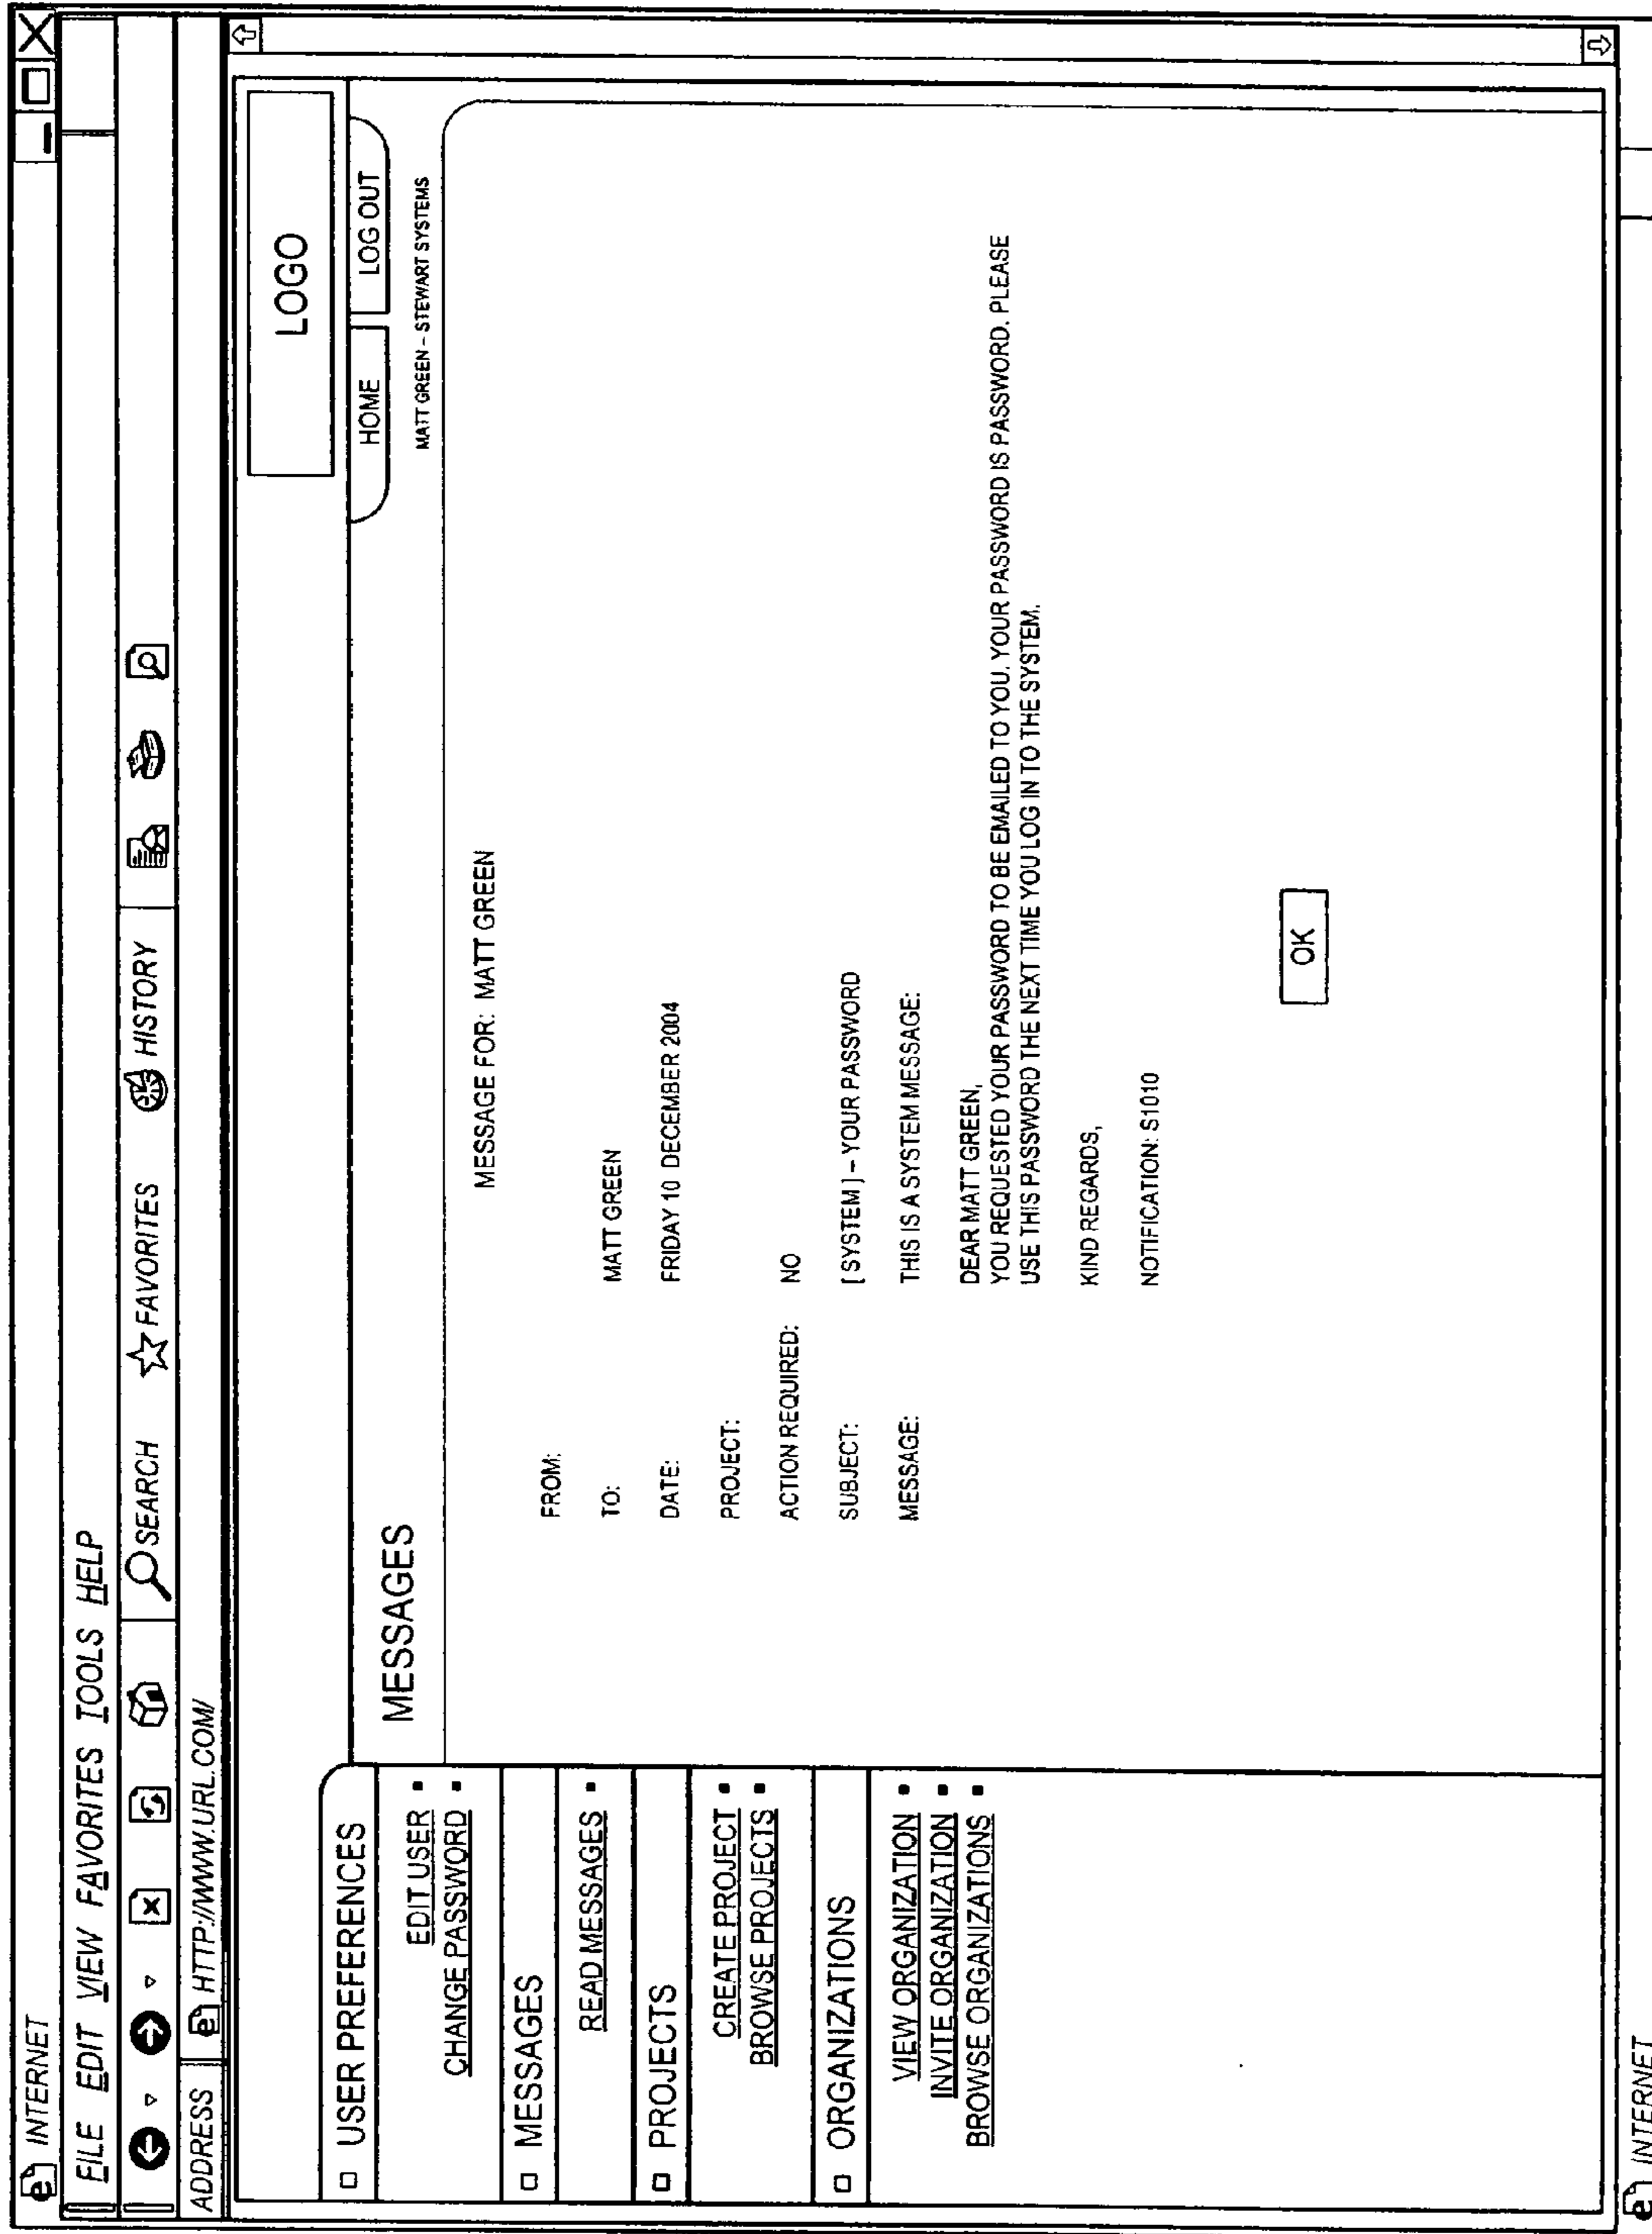 INTERNET
FILE EDIT VIEW FAVORITES TOOLS HELP
SEARCH FAVORITES HISTORY
ADDRESS HTTP://WWW.URL.COM/
LOGO
HOME LOG OUT
MATT GREEN - STEWART SYSTEMS
USER PREFERENCES
EDIT USER
CHANGE PASSWORD
MESSAGES
READ MESSAGES
PROJECTS
CREATE PROJECT
BROWSE PROJECTS
ORGANIZATIONS
VIEW ORGANIZATION
INVITE ORGANIZATION
BROWSE ORGANIZATIONS
MESSAGES
MESSAGE FOR: MATT GREEN
FROM:
TO: MATT GREEN
DATE: FRIDAY 10 DECEMBER 2004
PROJECT:
ACTION REQUIRED: NO
SUBJECT: [SYSTEM] - YOUR PASSWORD
MESSAGE: THIS IS A SYSTEM MESSAGE:
DEAR MATT GREEN,
YOU REQUESTED YOUR PASSWORD TO BE EMAILED TO YOU. YOUR PASSWORD IS PASSWORD. PLEASE
USE THIS PASSWORD THE NEXT TIME YOU LOG IN TO THE SYSTEM.
KIND REGARDS,
NOTIFICATION: S1010
OK
INTERNET